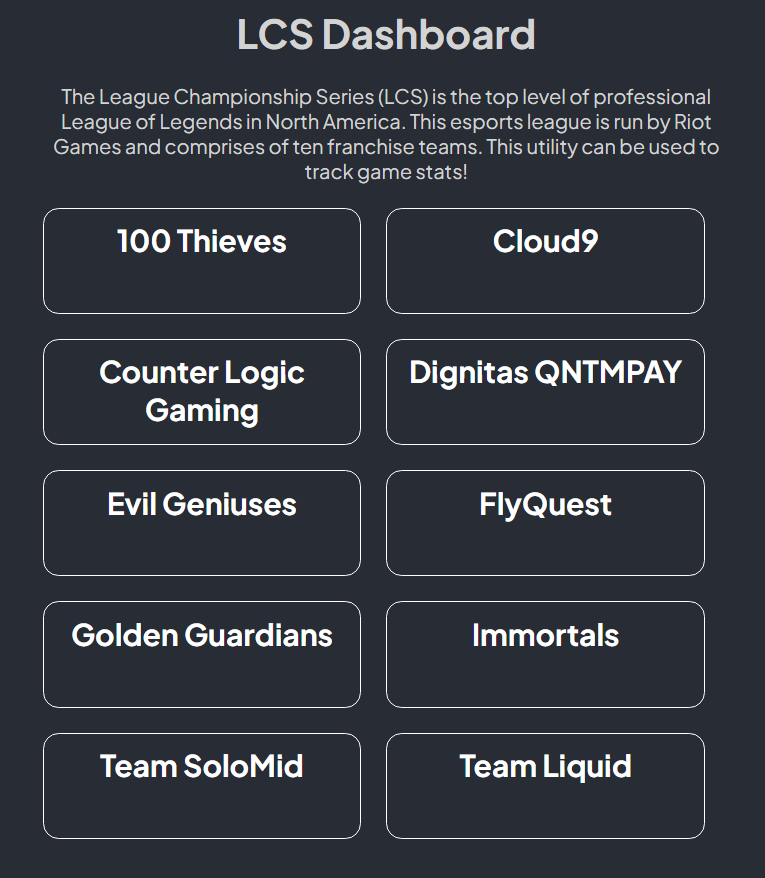 LCS Dashboard
The League Championship Series (LCS) is the top level of professional
League of Legends in North America. This esports league is run by Riot
Games and comprises of ten franchise teams. This utility can be used to
track game stats!
100 Thieves
Cloud9
Counter Logic
Gaming
Dignitas QNTMPAY
Evil Geniuses
FlyQuest
Golden Guardians
Immortals
Team SoloMid
Team Liquid